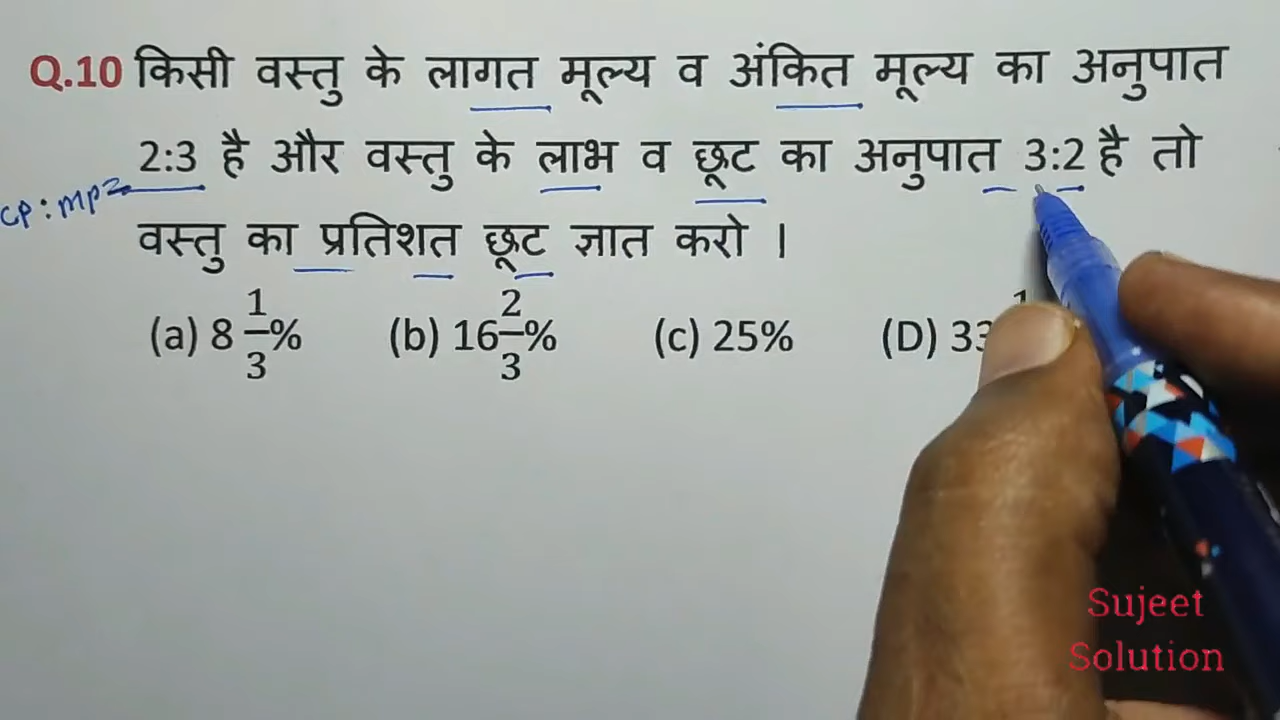 Q.10 किसी वस्तु के लागत मूल्य व अंकित मूल्य का अनुपात
2:3 है और वस्तु के लाभ व छूट का अनुपात 3:2 है तो
CP : MP =
वस्तु का प्रतिशत छूट ज्ञात करो ।
(a) 8 1/3% (b) 16 2/3% (c) 25% (D) 33
Sujeet
Solution